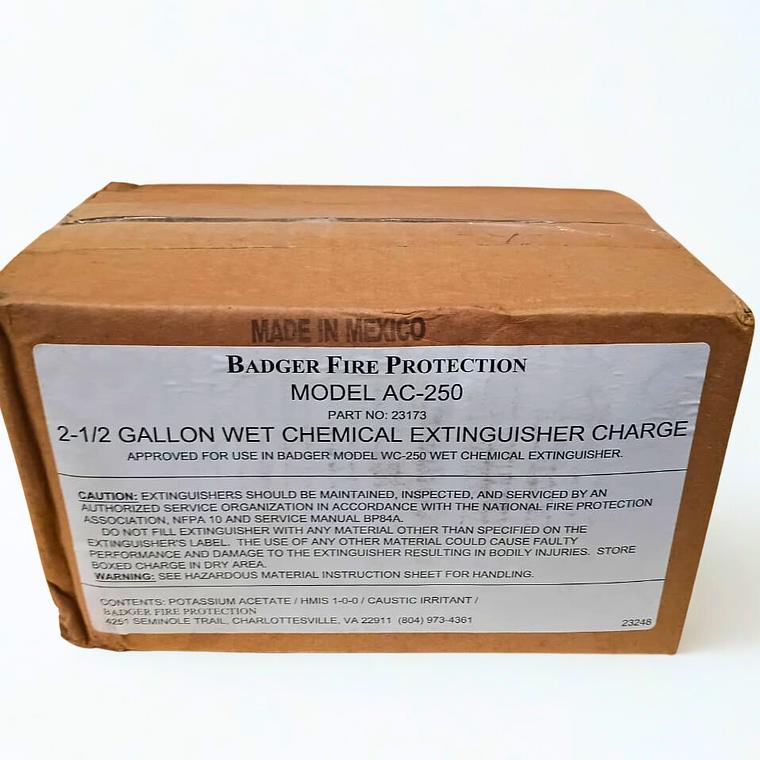 MADE IN MEXICO
BADGER FIRE PROTECTION
MODEL AC-250
PART NO: 23173
2-1/2 GALLON WET CHEMICAL EXTINGUISHER CHARGE
APPROVED FOR USE IN BADGER MODEL WC-250 WET CHEMICAL EXTINGUISHER.
CAUTION: EXTINGUISHERS SHOULD BE MAINTAINED, INSPECTED, AND SERVICED BY AN
AUTHORIZED SERVICE ORGANIZATION IN ACCORDANCE WITH THE NATIONAL FIRE PROTECTION
ASSOCIATION, NFPA 10 AND SERVICE MANUAL BP84A.
DO NOT FILL EXTINGUISHER WITH ANY MATERIAL OTHER THAN SPECIFIED ON THE
EXTINGUISHER'S LABEL. THE USE OF ANY OTHER MATERIAL COULD CAUSE FAULTY
PERFORMANCE AND DAMAGE TO THE EXTINGUISHER RESULTING IN BODILY INJURIES. STORE
BOXED CHARGE IN DRY AREA.
WARNING: SEE HAZARDOUS MATERIAL INSTRUCTION SHEET FOR HANDLING.
CONTENTS: POTASSIUM ACETATE / HMIS 1-0-0 / CAUSTIC IRRITANT /
BADGER FIRE PROTECTION
4251 SEMINOLE TRAIL, CHARLOTTESVILLE, VA 22911 (804) 973-4361
23248